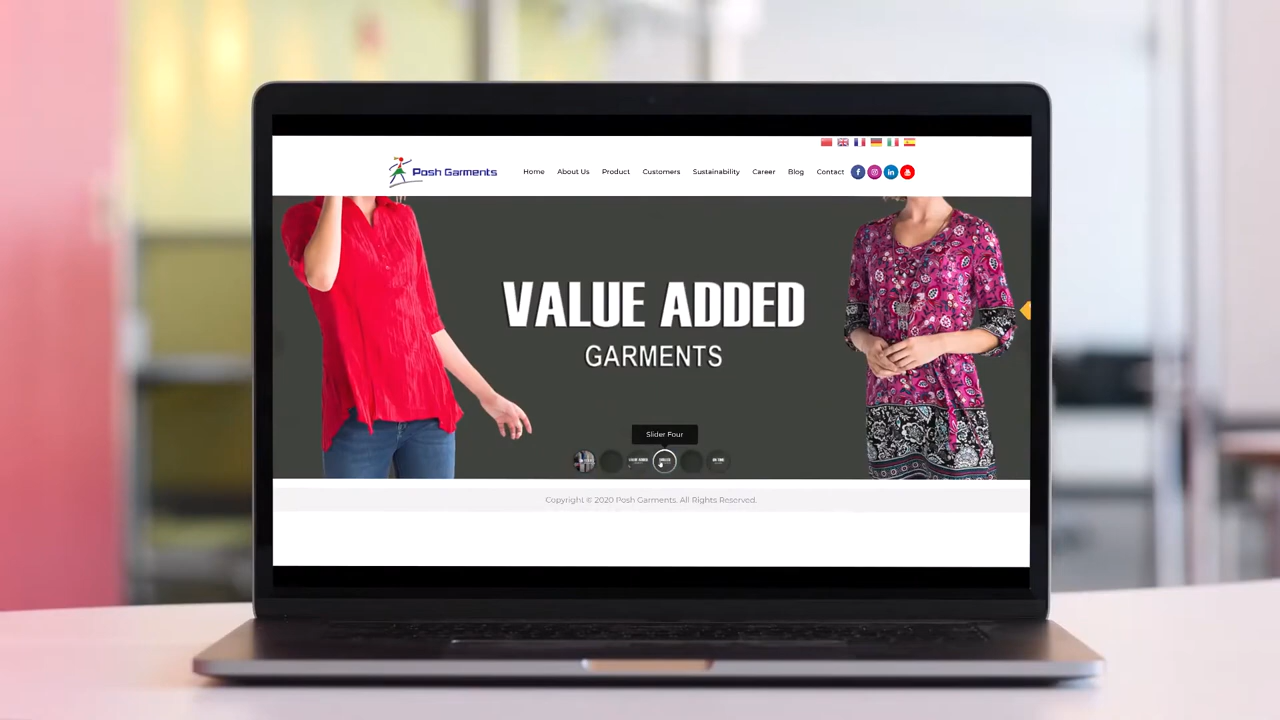 Posh Garments
Home About Us Product Customers Sustainability Career Blog Contact
VALUE ADDED
GARMENTS
Slider Four
Copyright © 2020 Posh Garments. All Rights Reserved.